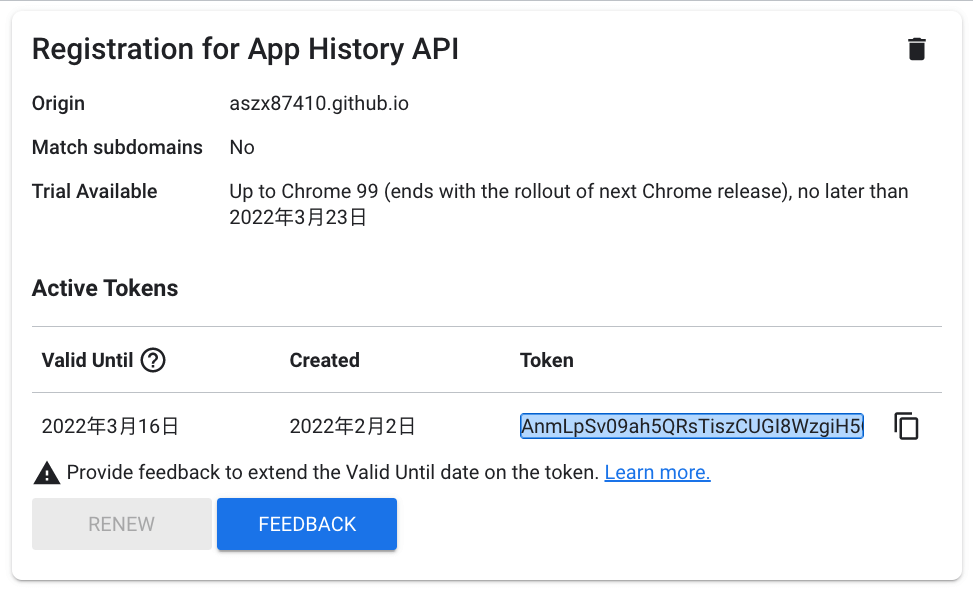 Registration for App History API
Origin aszx87410.github.io
Match subdomains No
Trial Available Up to Chrome 99 (ends with the rollout of next Chrome release), no later than
2022年3月23日
Active Tokens
Valid Until Created Token
2022年3月16日 2022年2月2日 AnmLpSv09ah5QRsTiszCUGI8WzgiH5
Provide feedback to extend the Valid Until date on the token. Learn more.
RENEW FEEDBACK